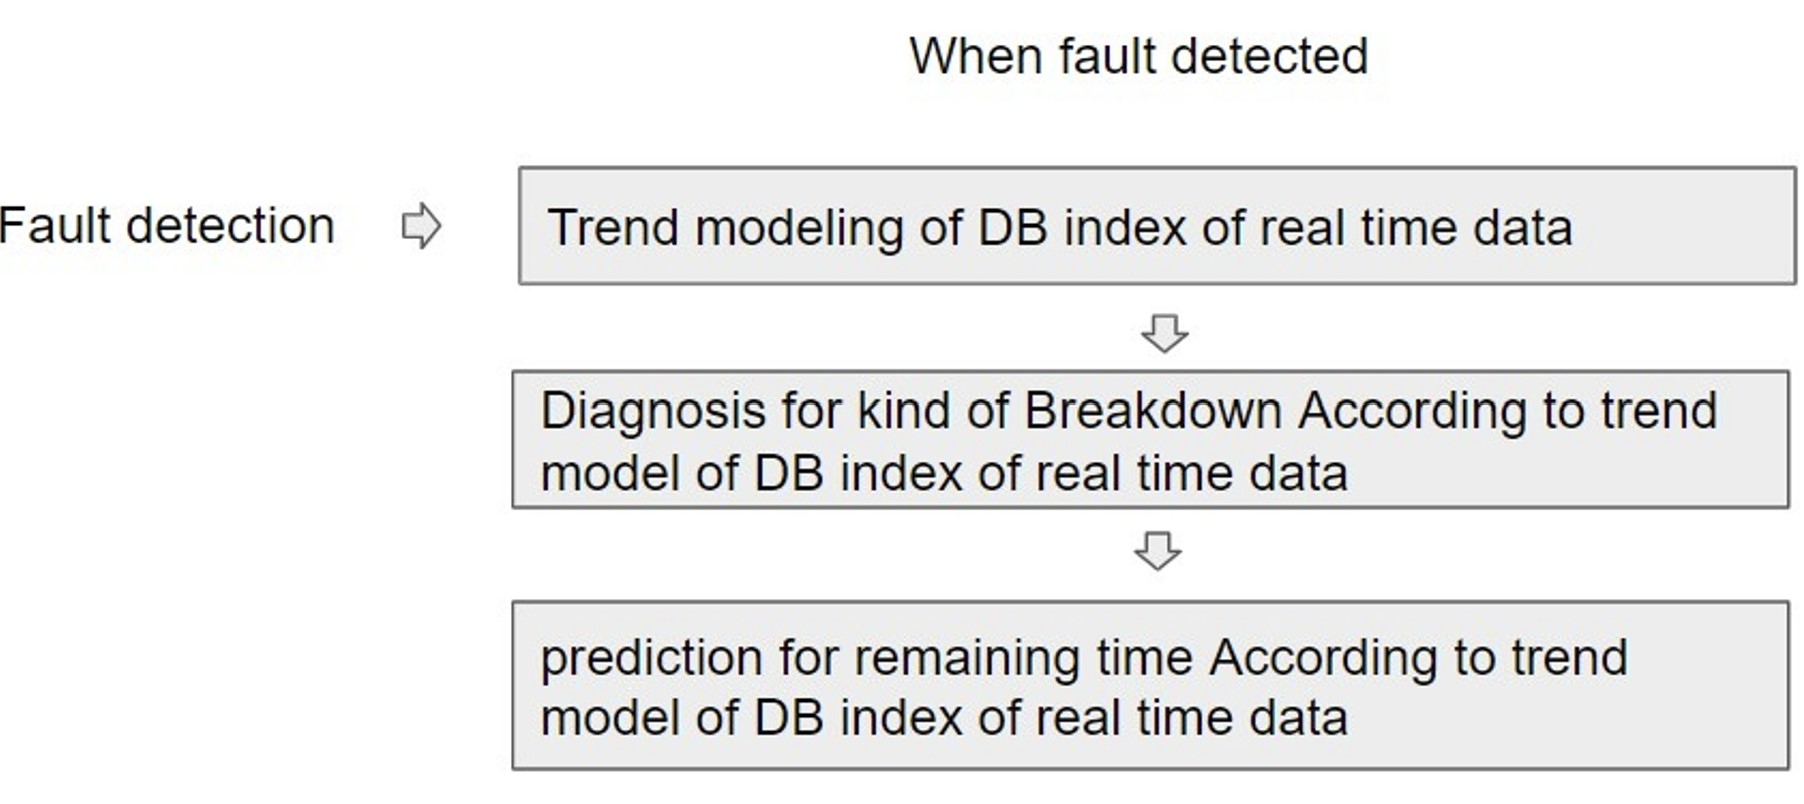 When fault detected
Fault detection
Trend modeling of DB index of real time data
Diagnosis for kind of Breakdown According to trend
model of DB index of real time data
prediction for remaining time According to trend
model of DB index of real time data